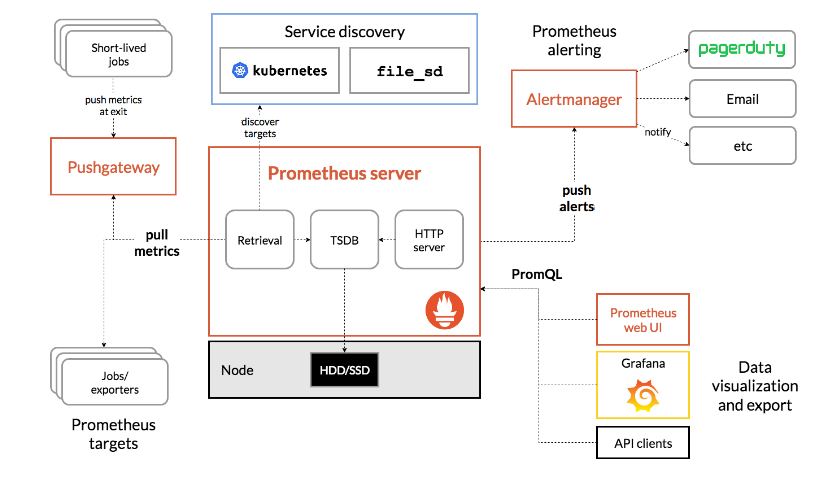 Short-lived
jobs
push metrics
at exit
Pushgateway
Service discovery
kubernetes
file_sd
discover
targets
Prometheus
alerting
Alertmanager
pagerduty
Email
notify
etc
Prometheus server
push
alerts
pull
metrics
Retrieval
TSDB
HTTP
server
PromQL
Node
HDD/SSD
Jobs/
exporters
Prometheus
targets
Prometheus
web UI
Grafana
API clients
Data
visualization
and export